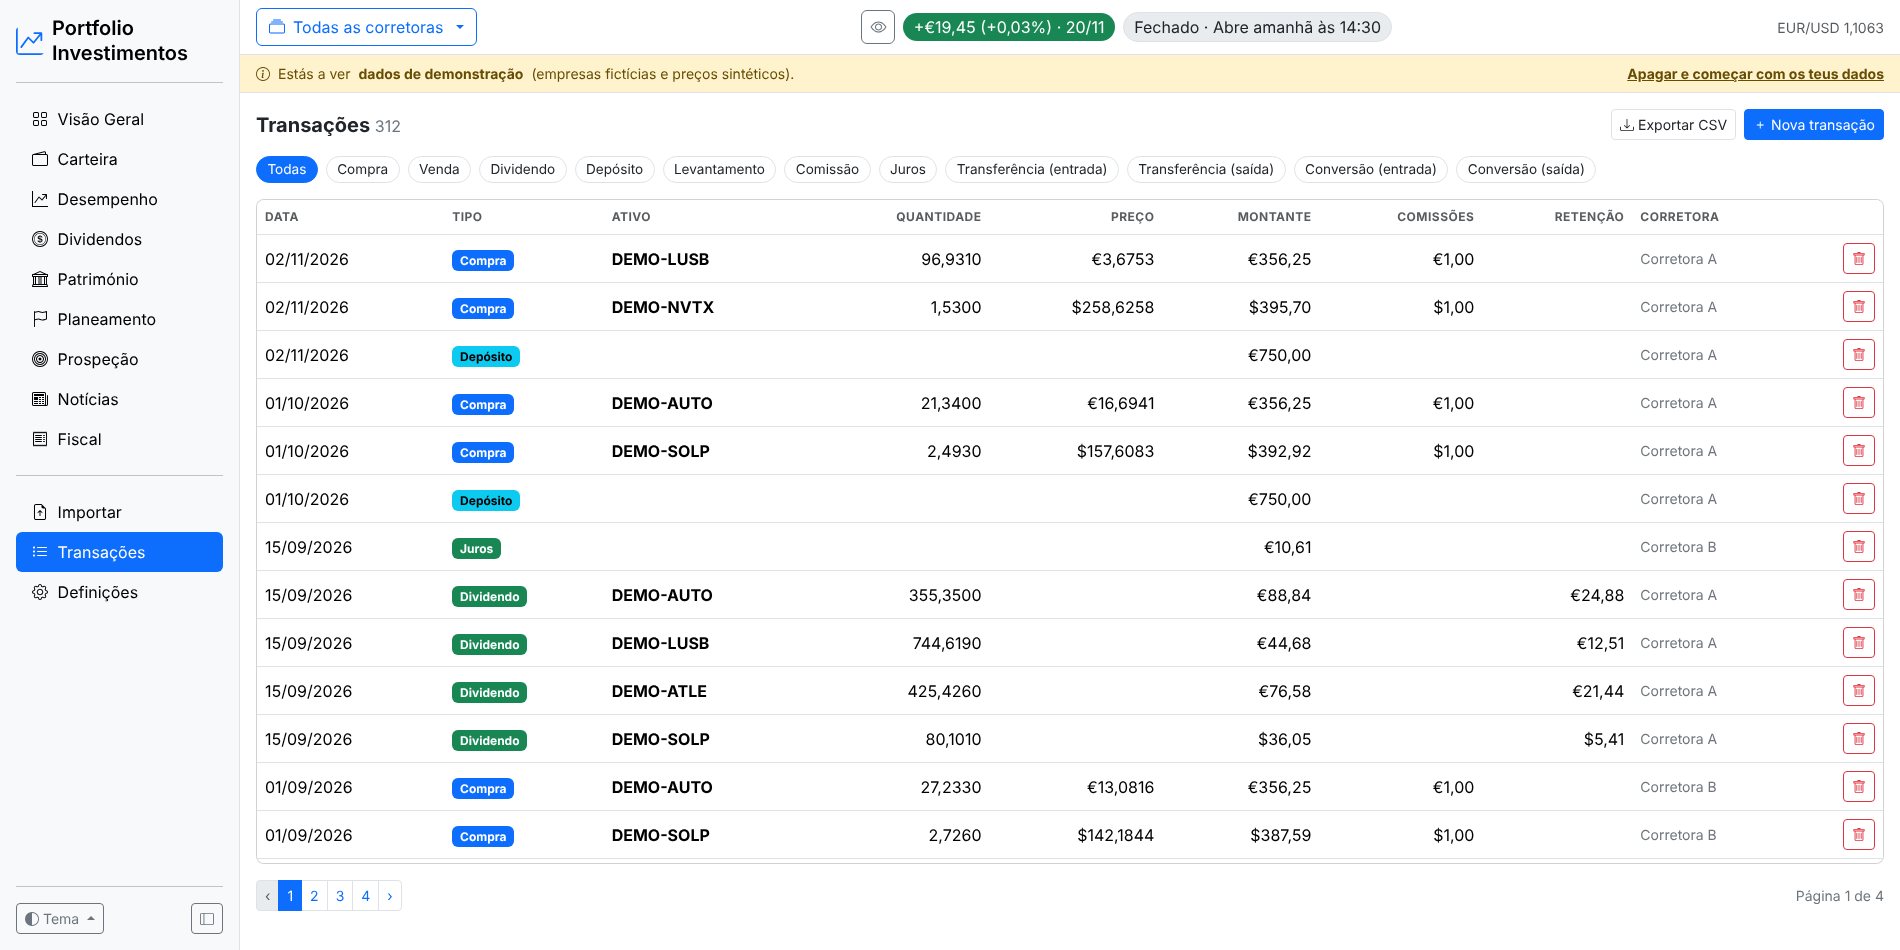 Portfolio
Investimentos
Visão Geral
Carteira
Desempenho
Dividendos
Património
Planeamento
Prospeção
Notícias
Fiscal
Importar
Transações
Definições
Tema
Todas as corretoras
+€19,45 (+0,03%) · 20/11
Fechado · Abre amanhã às 14:30
EUR/USD 1,1063
Estás a ver dados de demonstração (empresas fictícias e preços sintéticos).
Apagar e começar com os teus dados
Transações 312
Exportar CSV
+ Nova transação
Todas Compra Venda Dividendo Depósito Levantamento Comissão Juros Transferência (entrada) Transferência (saída) Conversão (entrada) Conversão (saída)
DATA TIPO ATIVO QUANTIDADE PREÇO MONTANTE COMISSÕES RETENÇÃO CORRETORA
02/11/2026 Compra DEMO-LUSB 96,9310 €3,6753 €356,25 €1,00 Corretora A
02/11/2026 Compra DEMO-NVTX 1,5300 $258,6258 $395,70 $1,00 Corretora A
02/11/2026 Depósito €750,00 Corretora A
01/10/2026 Compra DEMO-AUTO 21,3400 €16,6941 €356,25 €1,00 Corretora A
01/10/2026 Compra DEMO-SOLP 2,4930 $157,6083 $392,92 $1,00 Corretora A
01/10/2026 Depósito €750,00 Corretora A
15/09/2026 Juros €10,61 Corretora B
15/09/2026 Dividendo DEMO-AUTO 355,3500 €88,84 €24,88 Corretora A
15/09/2026 Dividendo DEMO-LUSB 744,6190 €44,68 €12,51 Corretora A
15/09/2026 Dividendo DEMO-ATLE 425,4260 €76,58 €21,44 Corretora A
15/09/2026 Dividendo DEMO-SOLP 80,1010 $36,05 $5,41 Corretora A
01/09/2026 Compra DEMO-AUTO 27,2330 €13,0816 €356,25 €1,00 Corretora B
01/09/2026 Compra DEMO-SOLP 2,7260 $142,1844 $387,59 $1,00 Corretora B
‹ 1 2 3 4 ›
Página 1 de 4